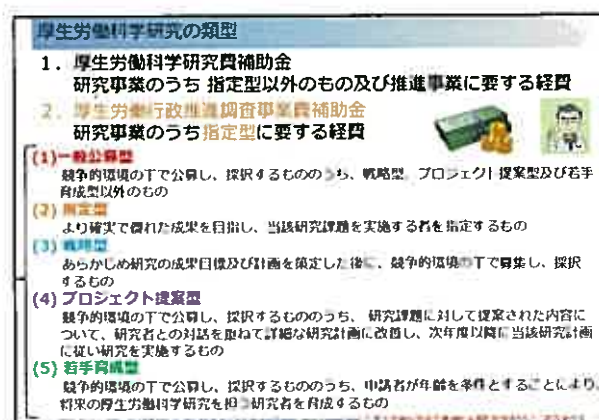 厚生労働科学研究の類型
1．厚生労働科学研究費補助金
研究事業のうち 指定型以外のもの及び推進事業に要する経費
2．厚生労働行政推進調査事業費補助金
研究事業のうち指定型に要する経費
(1)一般公募型
競争的環境の下で公募し、採択するもののうち、戦略型、プロジェクト提案型及び若手
育成型以外のもの
(2) 指定型
より確実で優れた成果を目指し、当該研究課題を実施する者を指定するもの
(3) 戦略型
あらかじめ研究の成果目標及び計画を策定した後に、競争的環境の下で募集し、採択
するもの
(4) プロジェクト提案型
競争的環境の下で公募し、採択するもののうち、研究課題に対して提案された内容に
ついて、研究者との対話を重ねて詳細な研究計画に改善し、次年度以降に当該研究計画
に従い研究を実施するもの
(5) 若手育成型
競争的環境の下で公募し、採択するもののうち、申請者が年齢を条件とすることにより、
将来の厚生労働科学研究を担う研究者を育成するもの